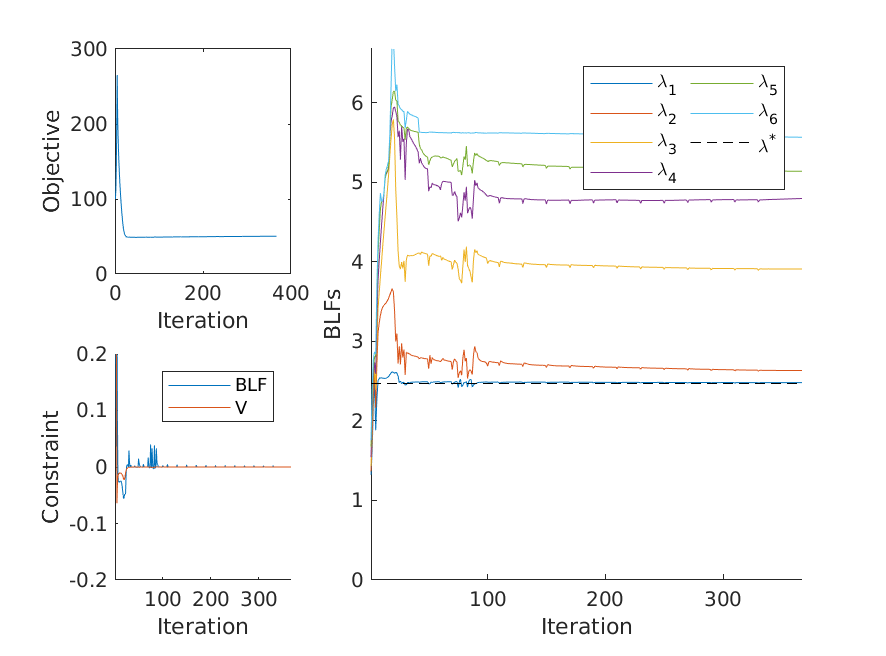 300
200
100
0
0 200 400
Objective
Iteration
0.2
0.1
0
-0.1
-0.2
100 200 300
Constraint
Iteration
BLF
V
6
5
4
3
2
1
0
100 200 300
BLFs
Iteration
λ1 λ5
λ2 λ6
λ3 λ*
λ4